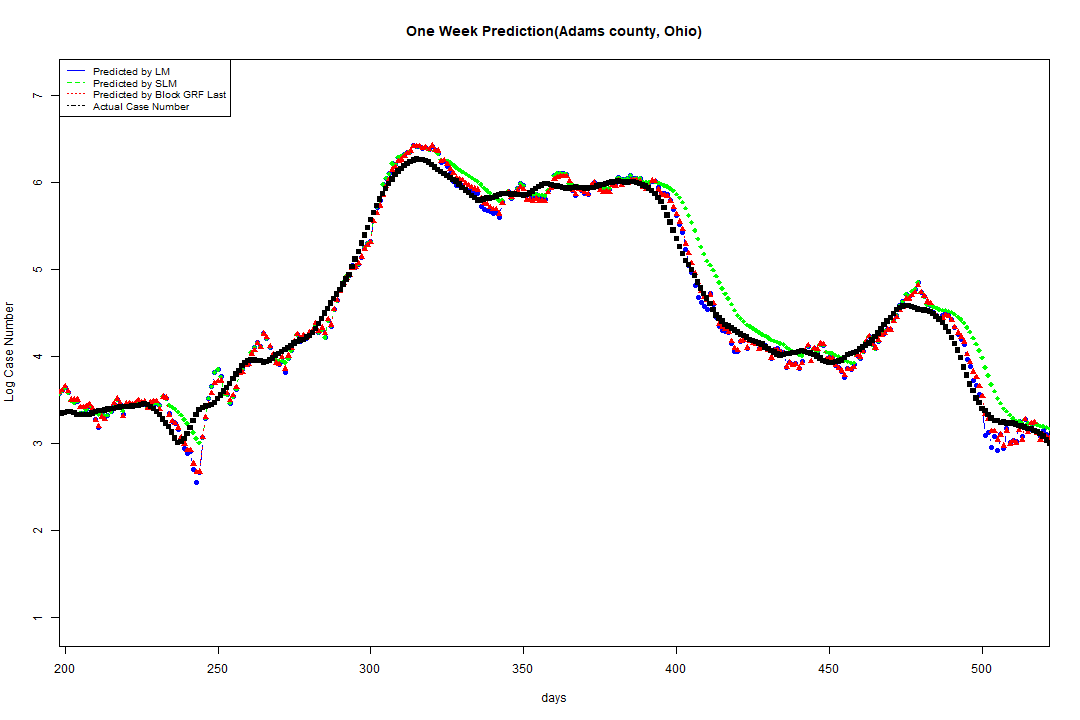 One Week Prediction(Adams county, Ohio)
Predicted by LM
Predicted by SLM
Predicted by Block GRF Last
Actual Case Number
7
6
5
4
3
2
1
Log Case Number
200 250 300 350 400 450 500
days